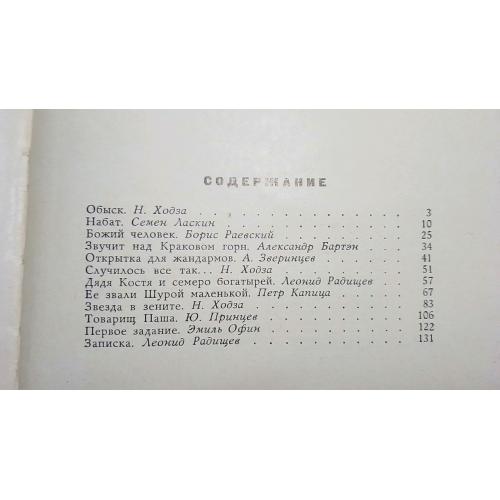 СОДЕРЖАНИЕ
Обыск. Н. Ходза . . . . . . . . . . . . . . . 3
Набат. Семен Ласкин . . . . . . . . . . . . . 10
Божий человек. Борис Раевский . . . . . . . . 25
Звучит над Краковом горн. Александр Бартэн . . 34
Открытка для жандармов. А. Зверинцев . . . . . 41
Случилось все так... Н. Ходза . . . . . . . . 51
Дядя Костя и семеро богатырей. Леонид Радищев . 57
Ее звали Шурой маленькой. Петр Капица . . . . 67
Звезда в зените. Н. Ходза . . . . . . . . . . 83
Товарищ Паша. Ю. Принцев . . . . . . . . . . . 106
Первое задание. Эмиль Офин . . . . . . . . . . 122
Записка. Леонид Радищев . . . . . . . . . . . 131